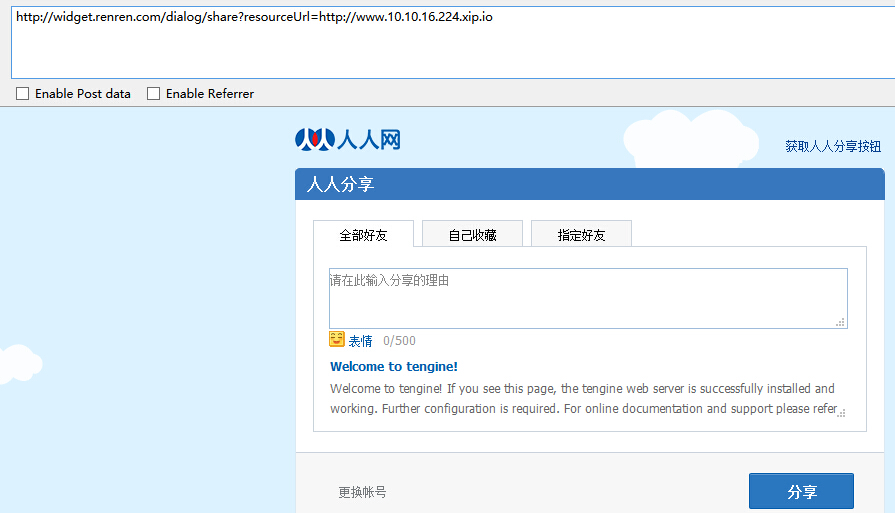 http://widget.renren.com/dialog/share?resourceUrl=http://www.10.10.16.224.xip.io
Enable Post data Enable Referrer
人人网
获取人人分享按钮
人人分享
全部好友 自己收藏 指定好友
请在此输入分享的理由
表情 0/500
Welcome to tengine!
Welcome to tengine! If you see this page, the tengine web server is successfully installed and
working. Further configuration is required. For online documentation and support please refer
更换帐号 分享